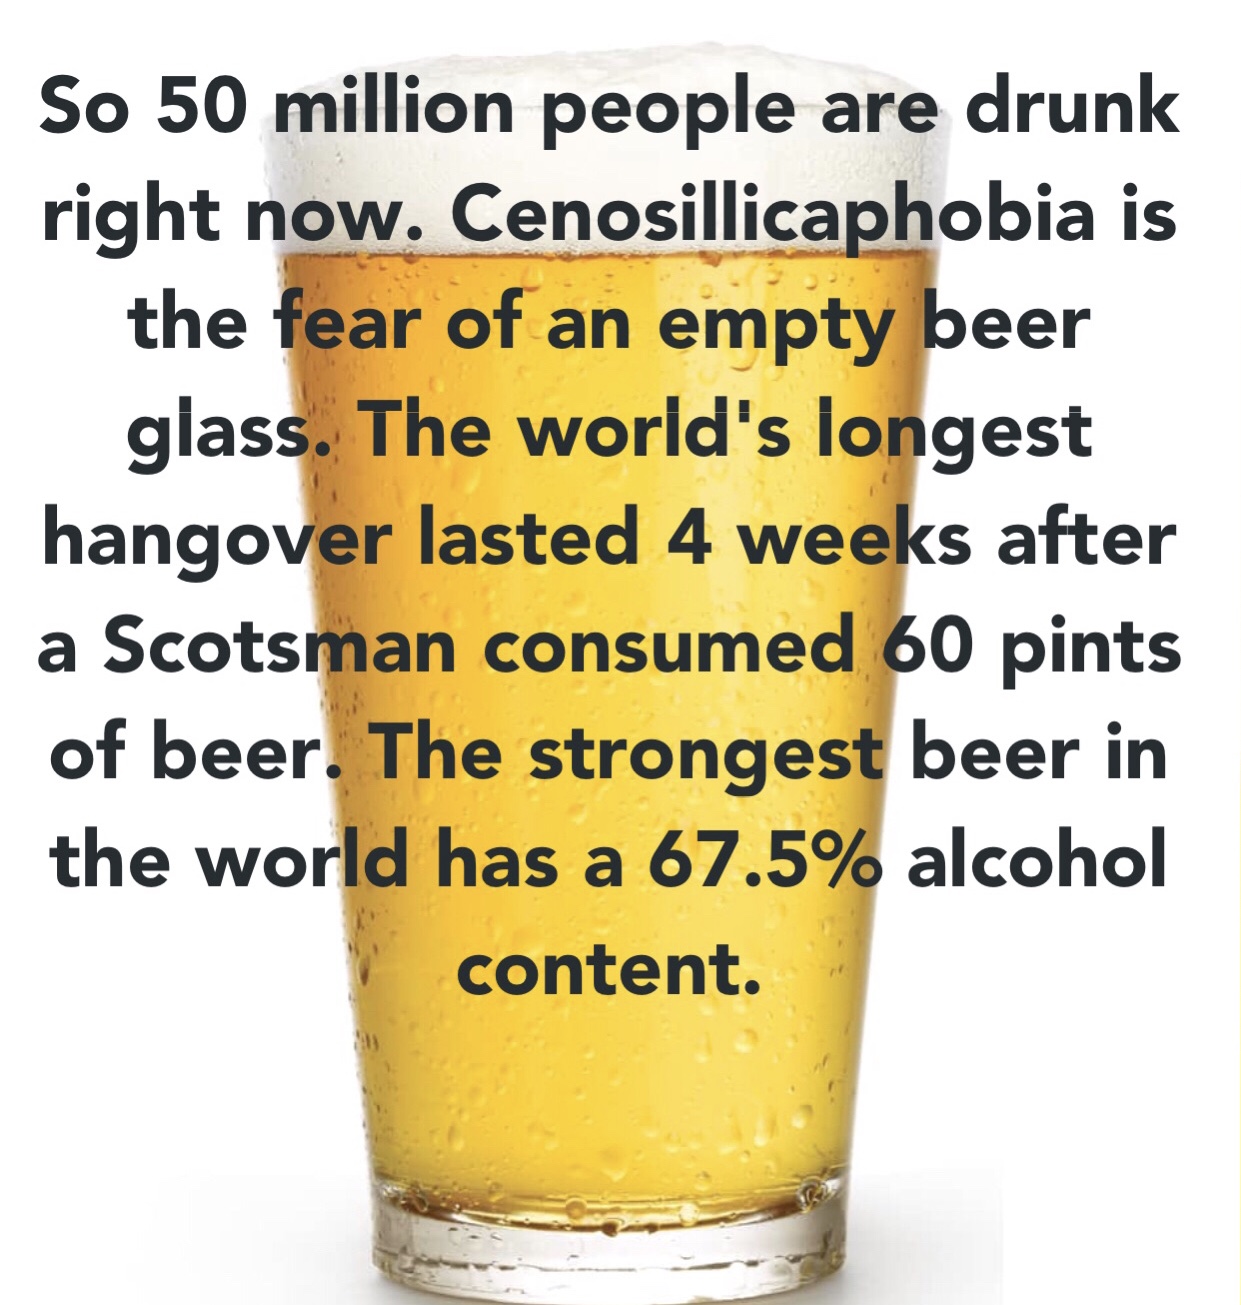 So 50 million people are drunk
right now. Cenosillicaphobia is
the fear of an empty beer
glass. The world's longest
hangover lasted 4 weeks after
a Scotsman consumed 60 pints
of beer. The strongest beer in
the world has a 67.5% alcohol
content.